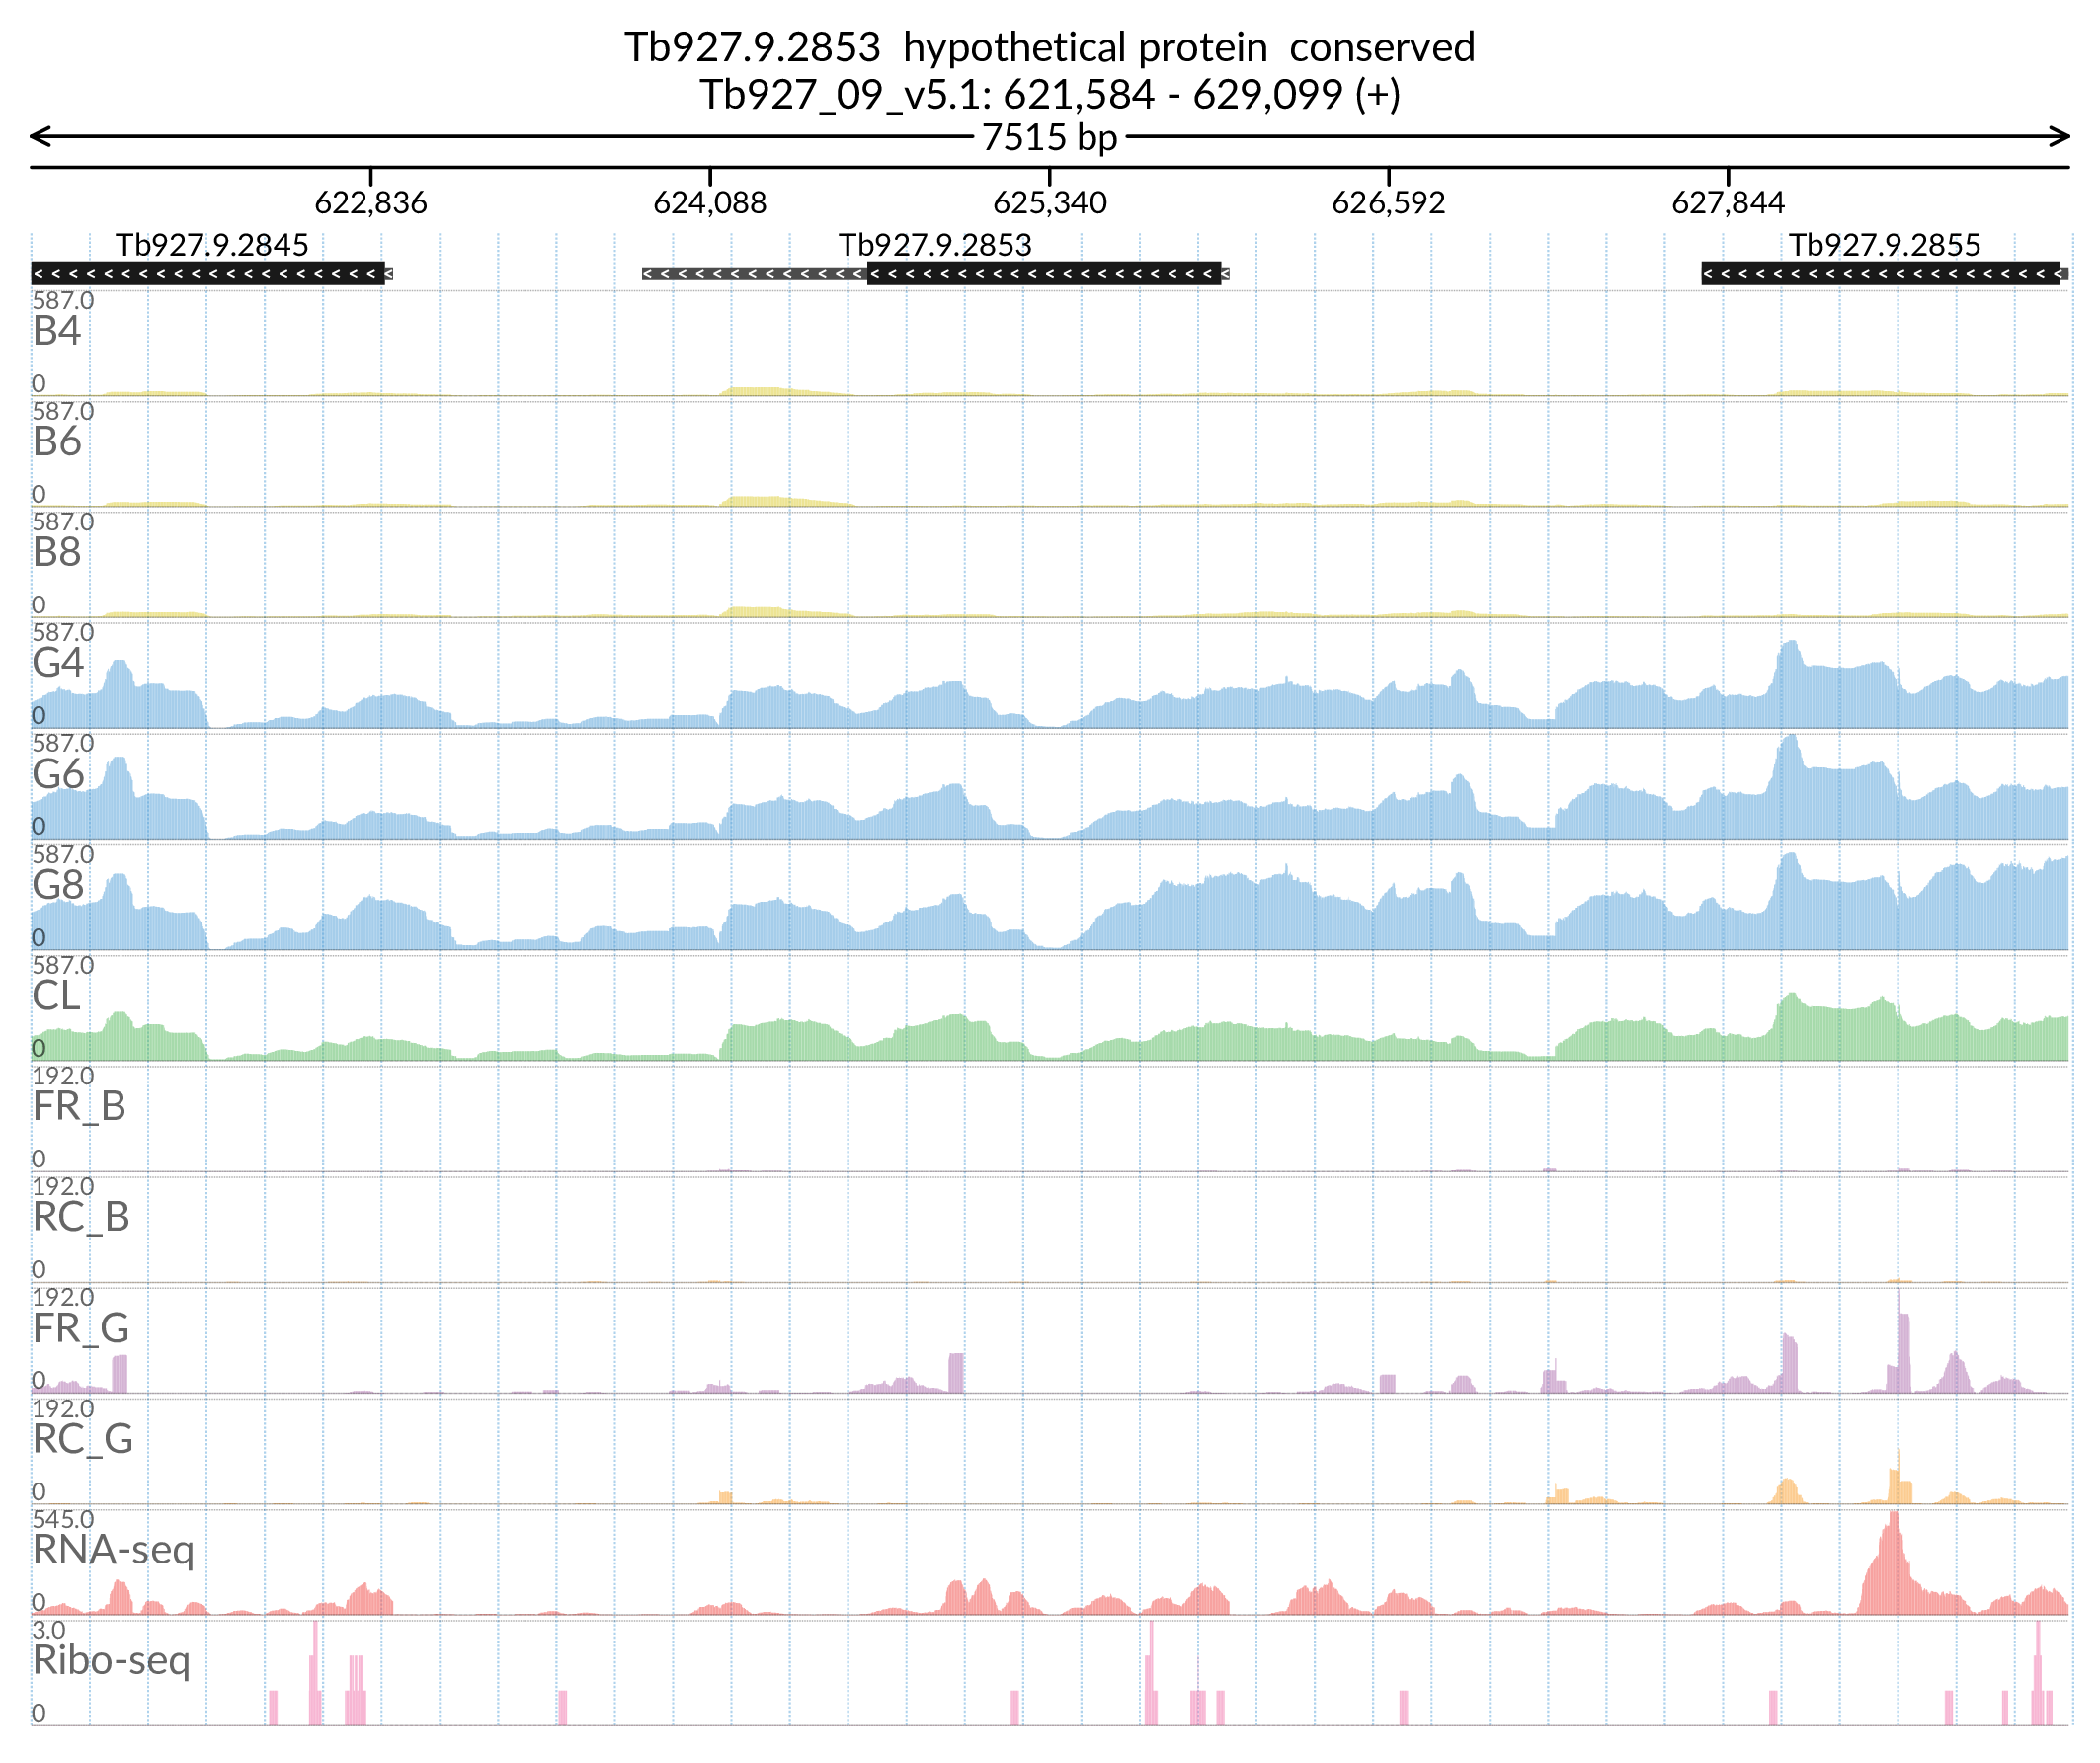 Tb927.9.2853  hypothetical protein  conserved
Tb927_09_v5.1: 621,584 - 629,099 (+)
7515 bp
622,836 624,088 625,340 626,592 627,844
Tb927.9.2845 Tb927.9.2853 Tb927.9.2855
587.0
B4
0
587.0
B6
0
587.0
B8
0
587.0
G4
0
587.0
G6
0
587.0
G8
0
587.0
CL
0
192.0
FR_B
0
192.0
RC_B
0
192.0
FR_G
0
192.0
RC_G
0
545.0
RNA-seq
0
3.0
Ribo-seq
0